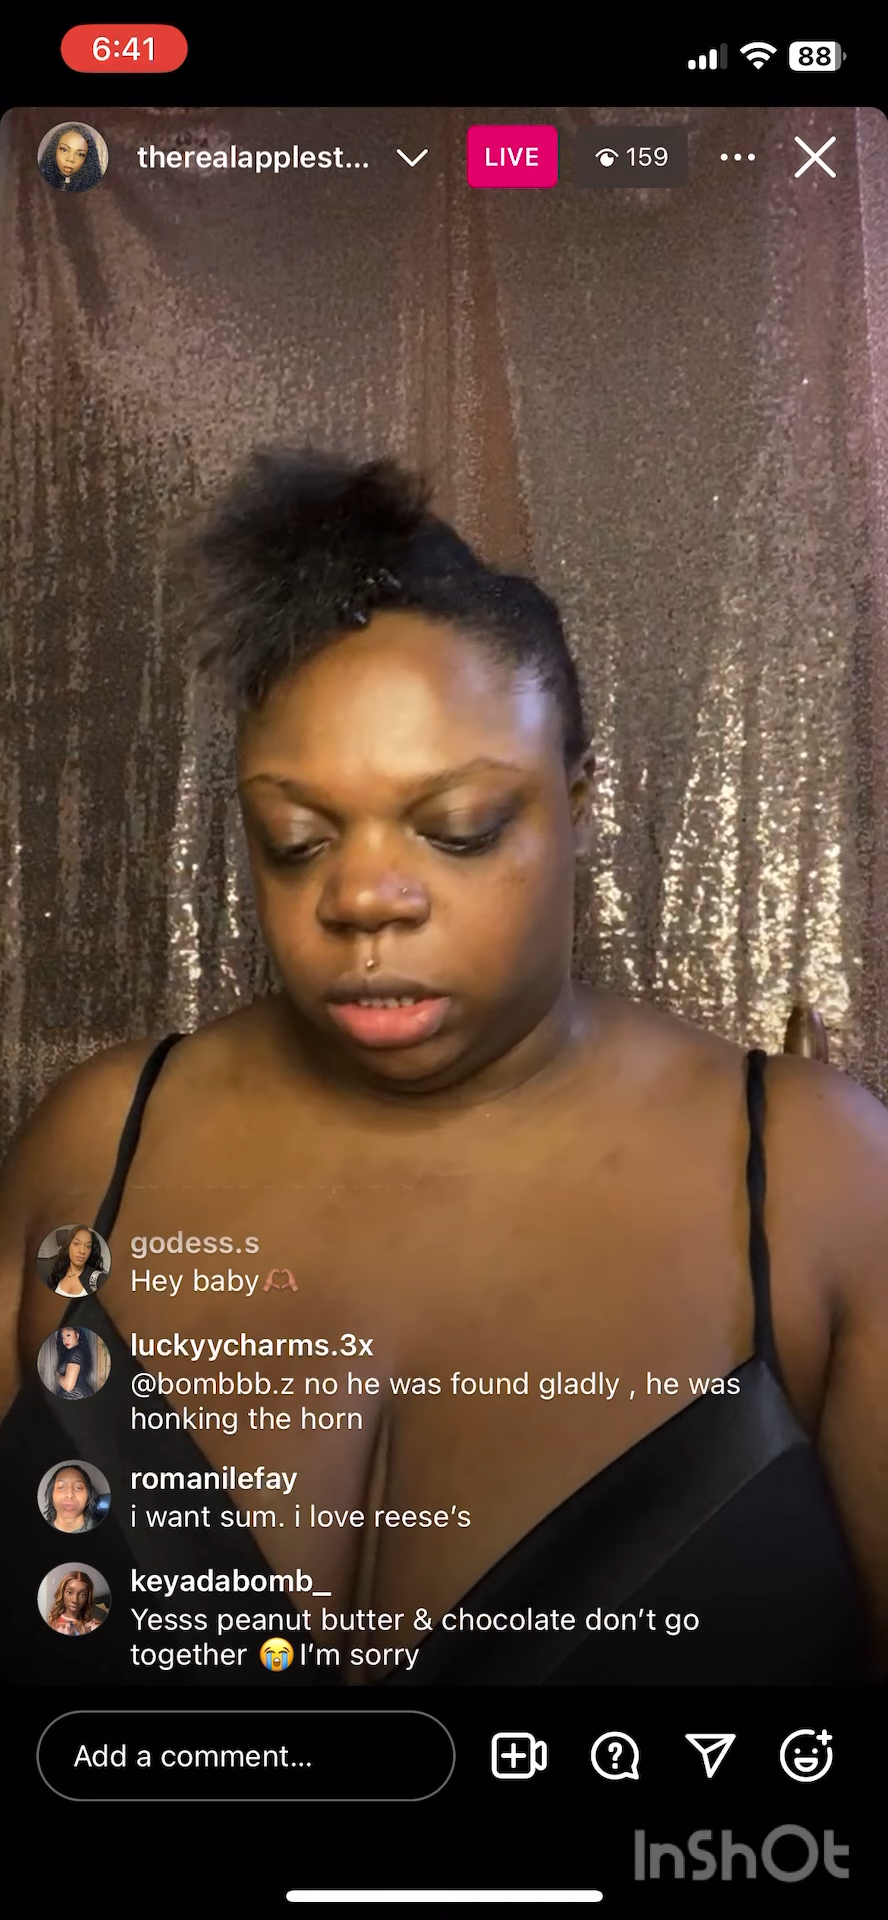 6:41
88
therealapplest...
LIVE
159
godess.s
Hey baby🫶🏽
luckyycharms.3x
@bombbb.z no he was found gladly , he was
honking the horn
romanilefay
i want sum. i love reese’s
keyadabomb_
Yesss peanut butter & chocolate don’t go
together 😭I’m sorry
Add a comment...
InShOt